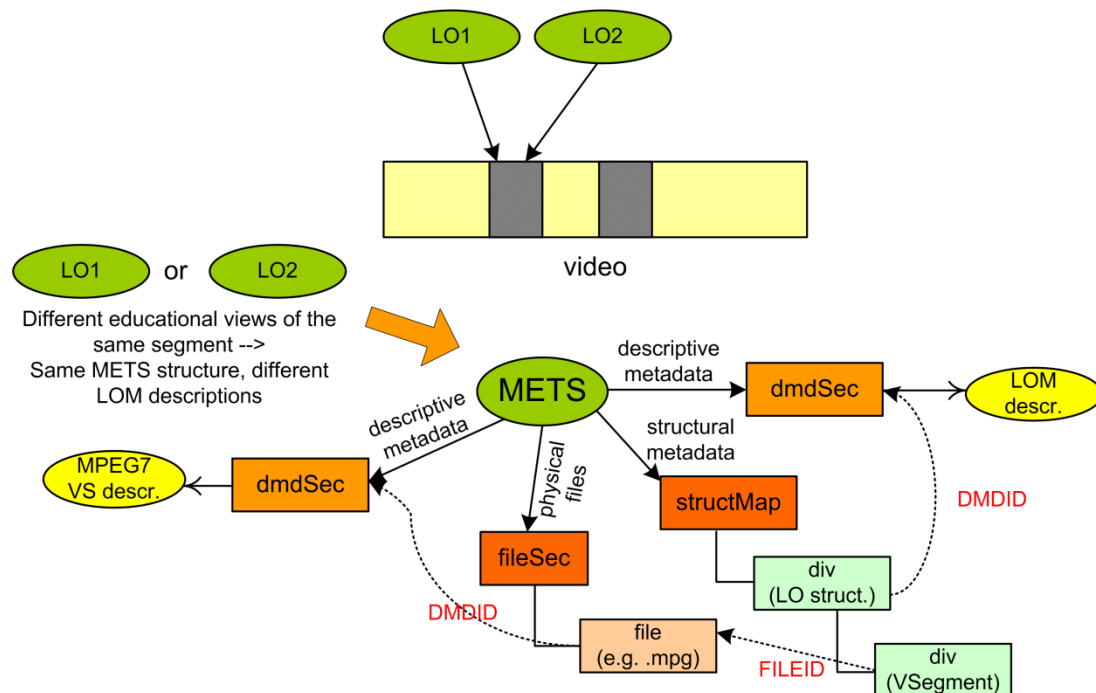 LO1
LO2
video
LO1
or
LO2
Different educational views of the
same segment -->
Same METS structure, different
LOM descriptions
METS
descriptive
metadata
dmdSec
LOM
descr.
descriptive
metadata
structural
metadata
MPEG7
VS descr.
dmdSec
physical
files
structMap
DMDID
fileSec
div
(LO struct.)
DMDID
file
(e.g. .mpg)
FILEID
div
(VSegment)